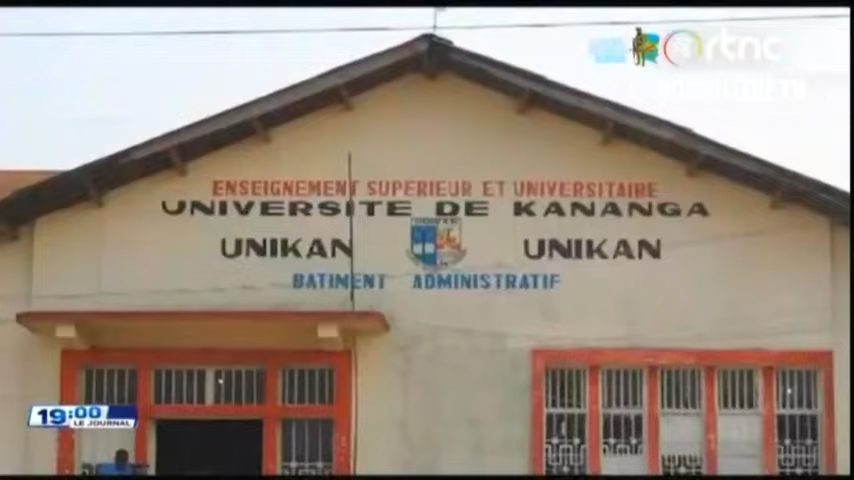 rtnc
ENSEIGNEMENT SUPERIEUR ET UNIVERSITAIRE
UNIVERSITE DE KANANGA
UNIKAN UNIKAN
BATIMENT ADMINISTRATIF
19:00
LE JOURNAL